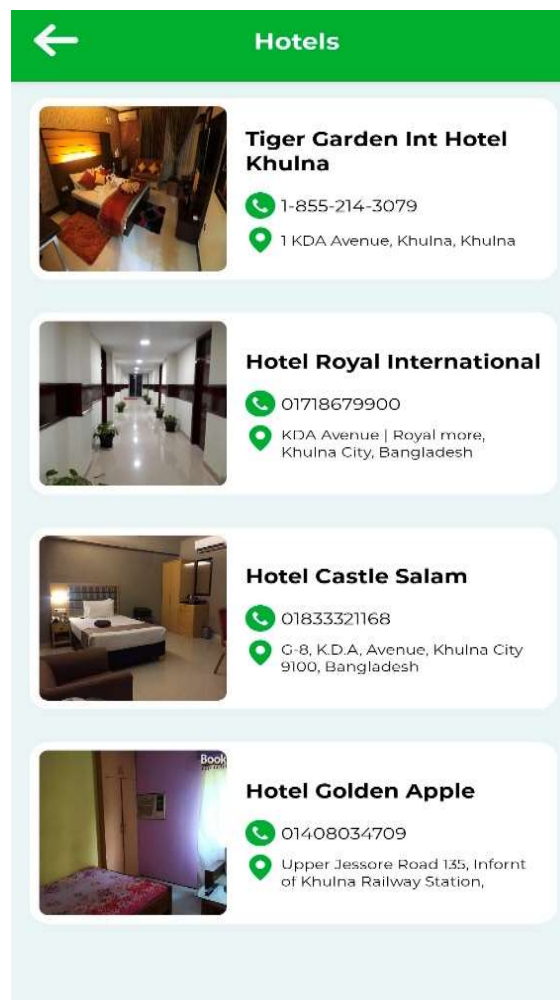 Hotels
Tiger Garden Int Hotel
Khulna
1-855-214-3079
1 KDA Avenue, Khulna, Khulna
Hotel Royal International
01718679900
KDA Avenue | Royal more,
Khulna City, Bangladesh
Hotel Castle Salam
01833321168
G-8, K.D.A, Avenue, Khulna City
9100, Bangladesh
Book
Hotel Golden Apple
01408034709
Upper Jessore Road 135, Infornt
of Khulna Railway Station,